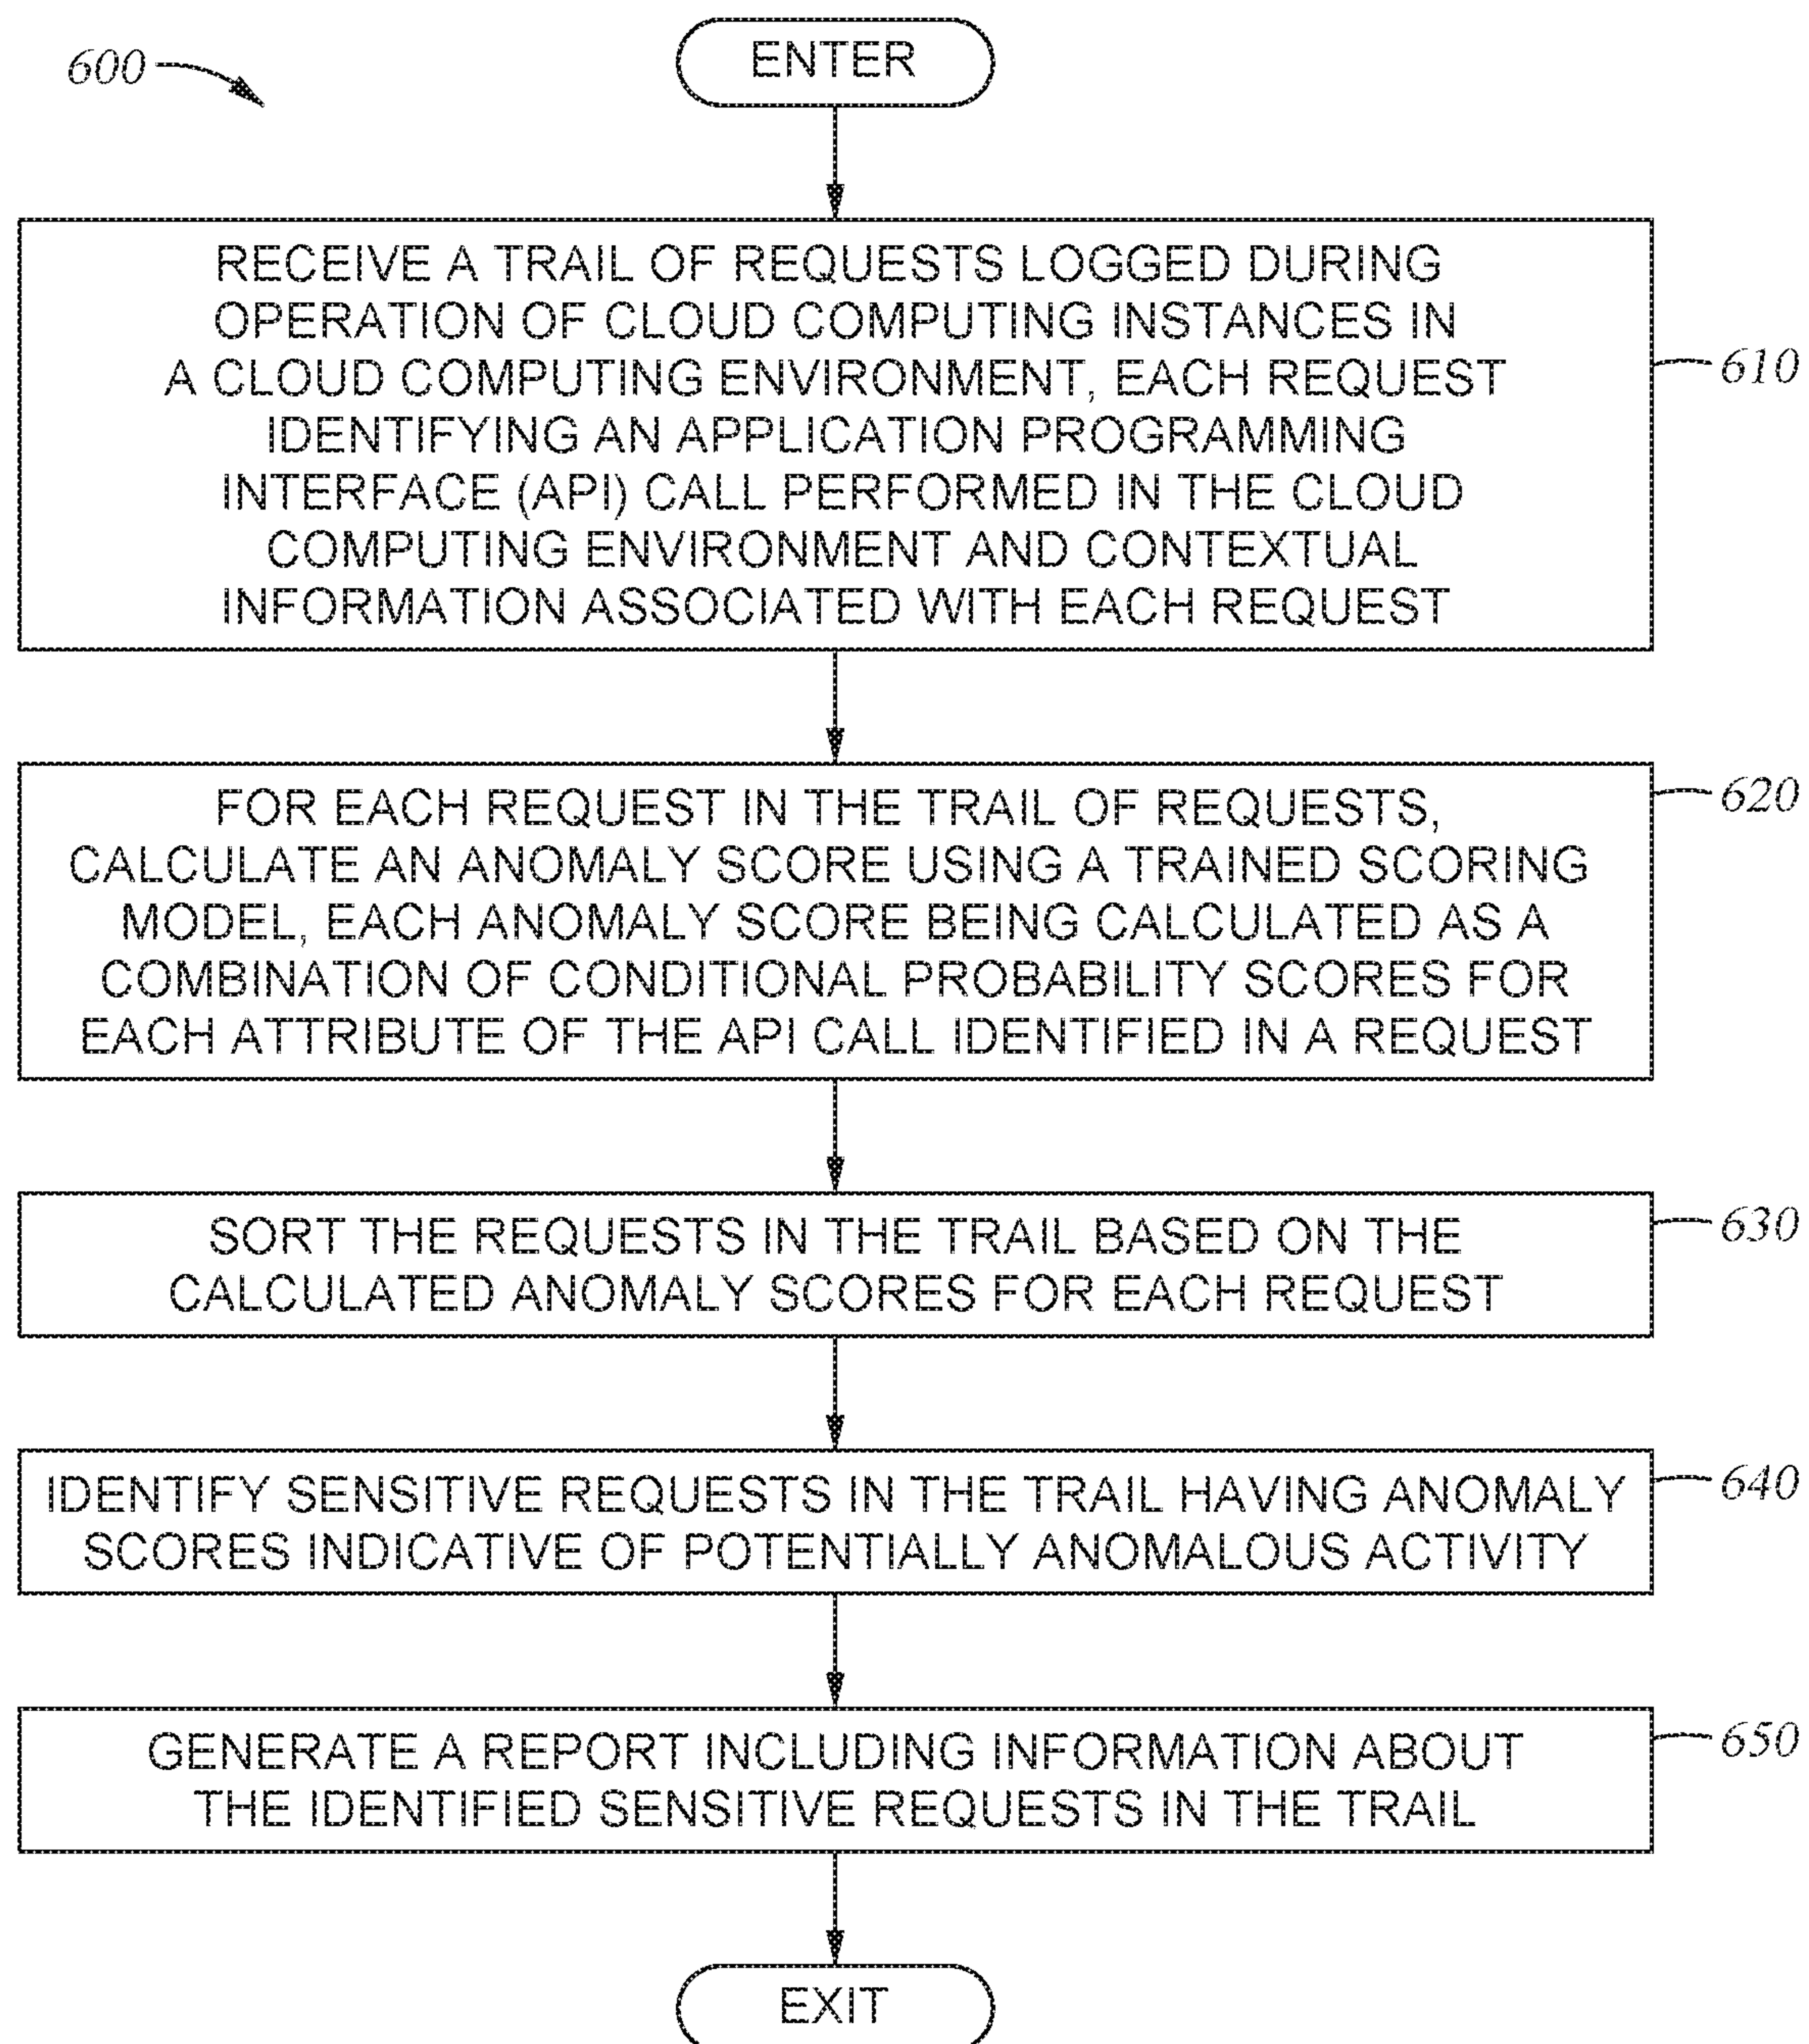 600
ENTER
RECEIVE A TRAIL OF REQUESTS LOGGED DURING
OPERATION OF CLOUD COMPUTING INSTANCES IN
A CLOUD COMPUTING ENVIRONMENT, EACH REQUEST
IDENTIFYING AN APPLICATION PROGRAMMING
INTERFACE (API) CALL PERFORMED IN THE CLOUD
COMPUTING ENVIRONMENT AND CONTEXTUAL
INFORMATION ASSOCIATED WITH EACH REQUEST
610
FOR EACH REQUEST IN THE TRAIL OF REQUESTS,
CALCULATE AN ANOMALY SCORE USING A TRAINED SCORING
MODEL, EACH ANOMALY SCORE BEING CALCULATED AS A
COMBINATION OF CONDITIONAL PROBABILITY SCORES FOR
EACH ATTRIBUTE OF THE API CALL IDENTIFIED IN A REQUEST
620
SORT THE REQUESTS IN THE TRAIL BASED ON THE
CALCULATED ANOMALY SCORES FOR EACH REQUEST
630
IDENTIFY SENSITIVE REQUESTS IN THE TRAIL HAVING ANOMALY
SCORES INDICATIVE OF POTENTIALLY ANOMALOUS ACTIVITY
640
GENERATE A REPORT INCLUDING INFORMATION ABOUT
THE IDENTIFIED SENSITIVE REQUESTS IN THE TRAIL
650
EXIT